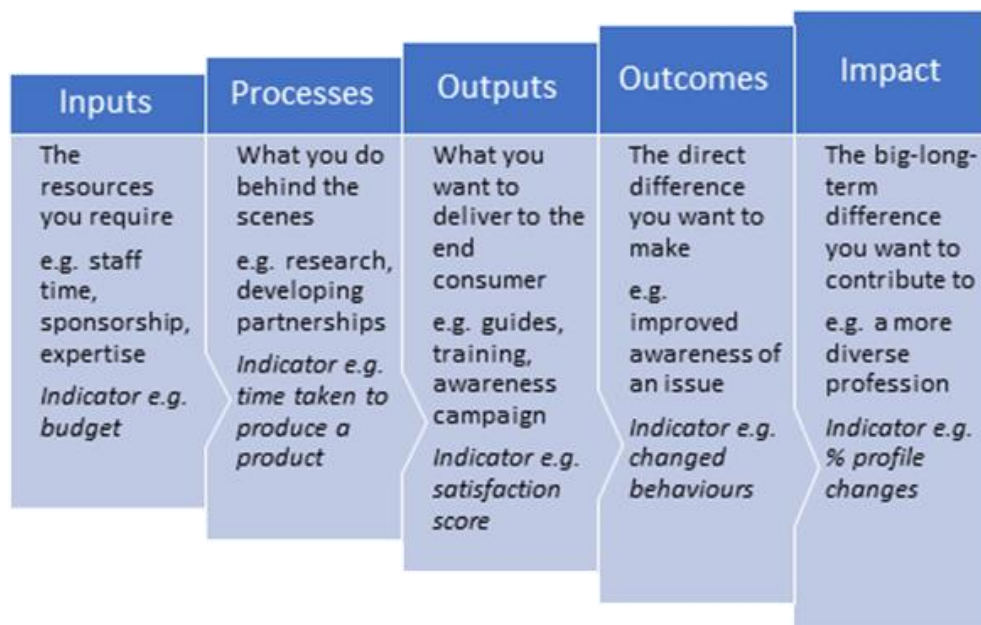 Inputs
The
resources
you require
e.g. staff
time,
sponsorship,
expertise
Indicator e.g.
budget
Processes
What you do
behind the
scenes
e.g. research,
developing
partnerships
Indicator e.g.
time taken to
produce a
product
Outputs
What you
want to
deliver to the
end
consumer
e.g. guides,
training,
awareness
campaign
Indicator e.g.
satisfaction
score
Outcomes
The direct
difference
you want to
make
e.g.
improved
awareness of
an issue
Indicator e.g.
changed
behaviours
Impact
The big-long-
term
difference
you want to
contribute to
e.g. a more
diverse
profession
Indicator e.g.
% profile
changes